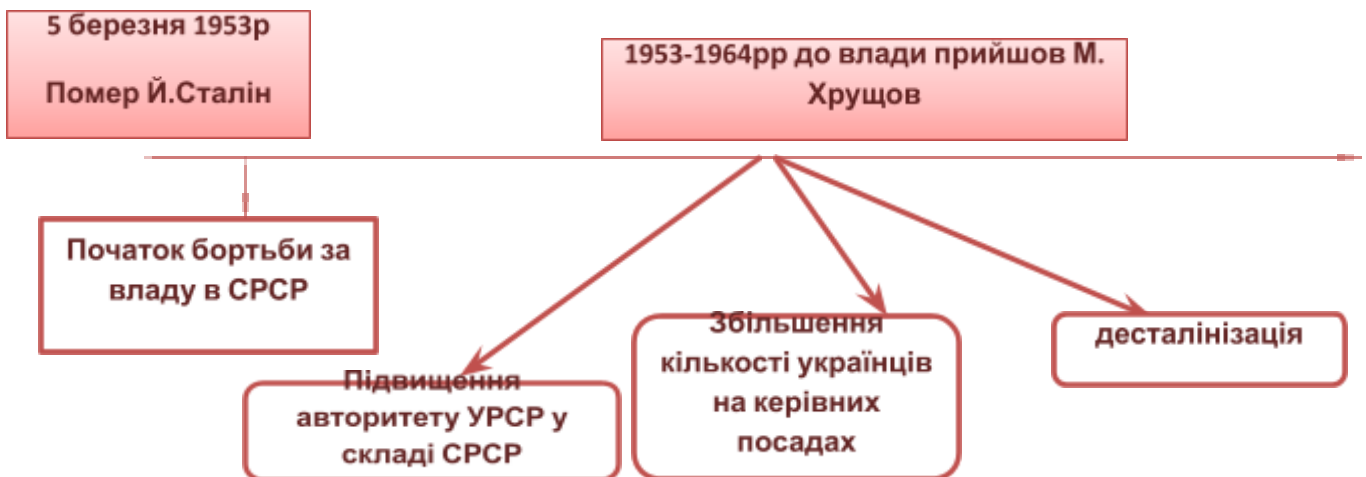 5 березня 1953р
Помер Й.Сталін
1953-1964рр до влади прийшов М.
Хрущов
Початок бортьби за
владу в СРСР
Підвищення
авторитету УРСР у
складі СРСР
Збільшення
кількості українців
на керівних
посадах
десталінізація